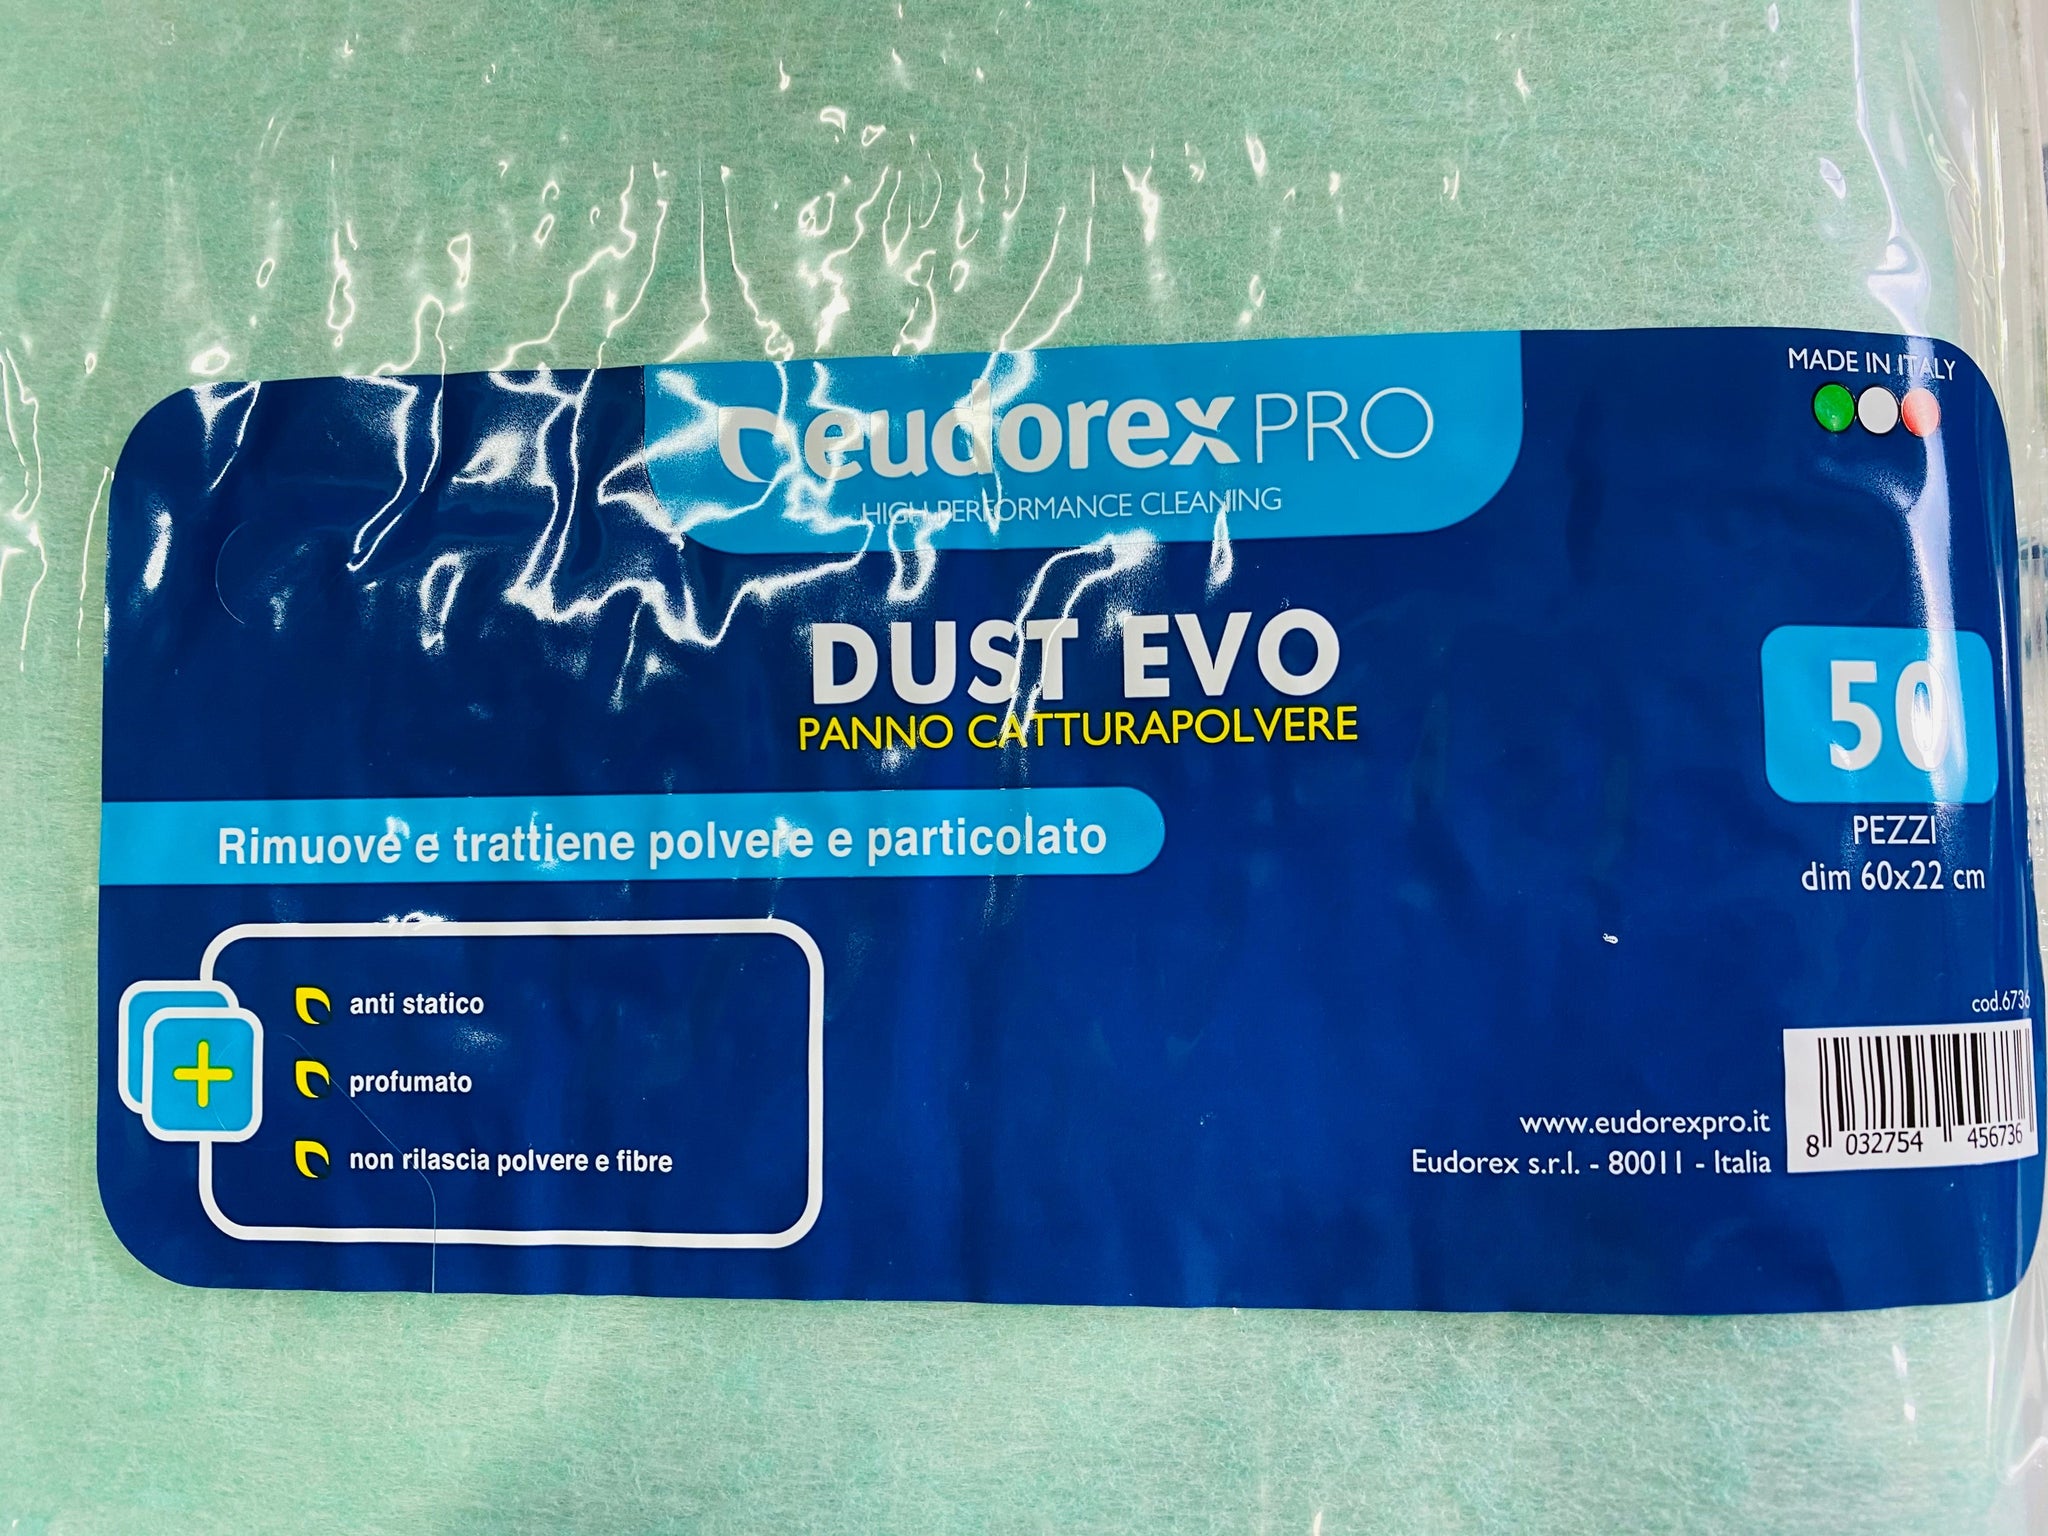 eudorex PRO
HIGH PERFORMANCE CLEANING
MADE IN ITALY
DUST EVO
PANNO CATTURAPOLVERE
50
PEZZI
dim 60x22 cm
Rimuove e trattiene polvere e particolato
anti statico
profumato
non rilascia polvere e fibre
cod.6736
www.eudorexpro.it
Eudorex s.r.l. - 80011 - Italia
8 032754 456736